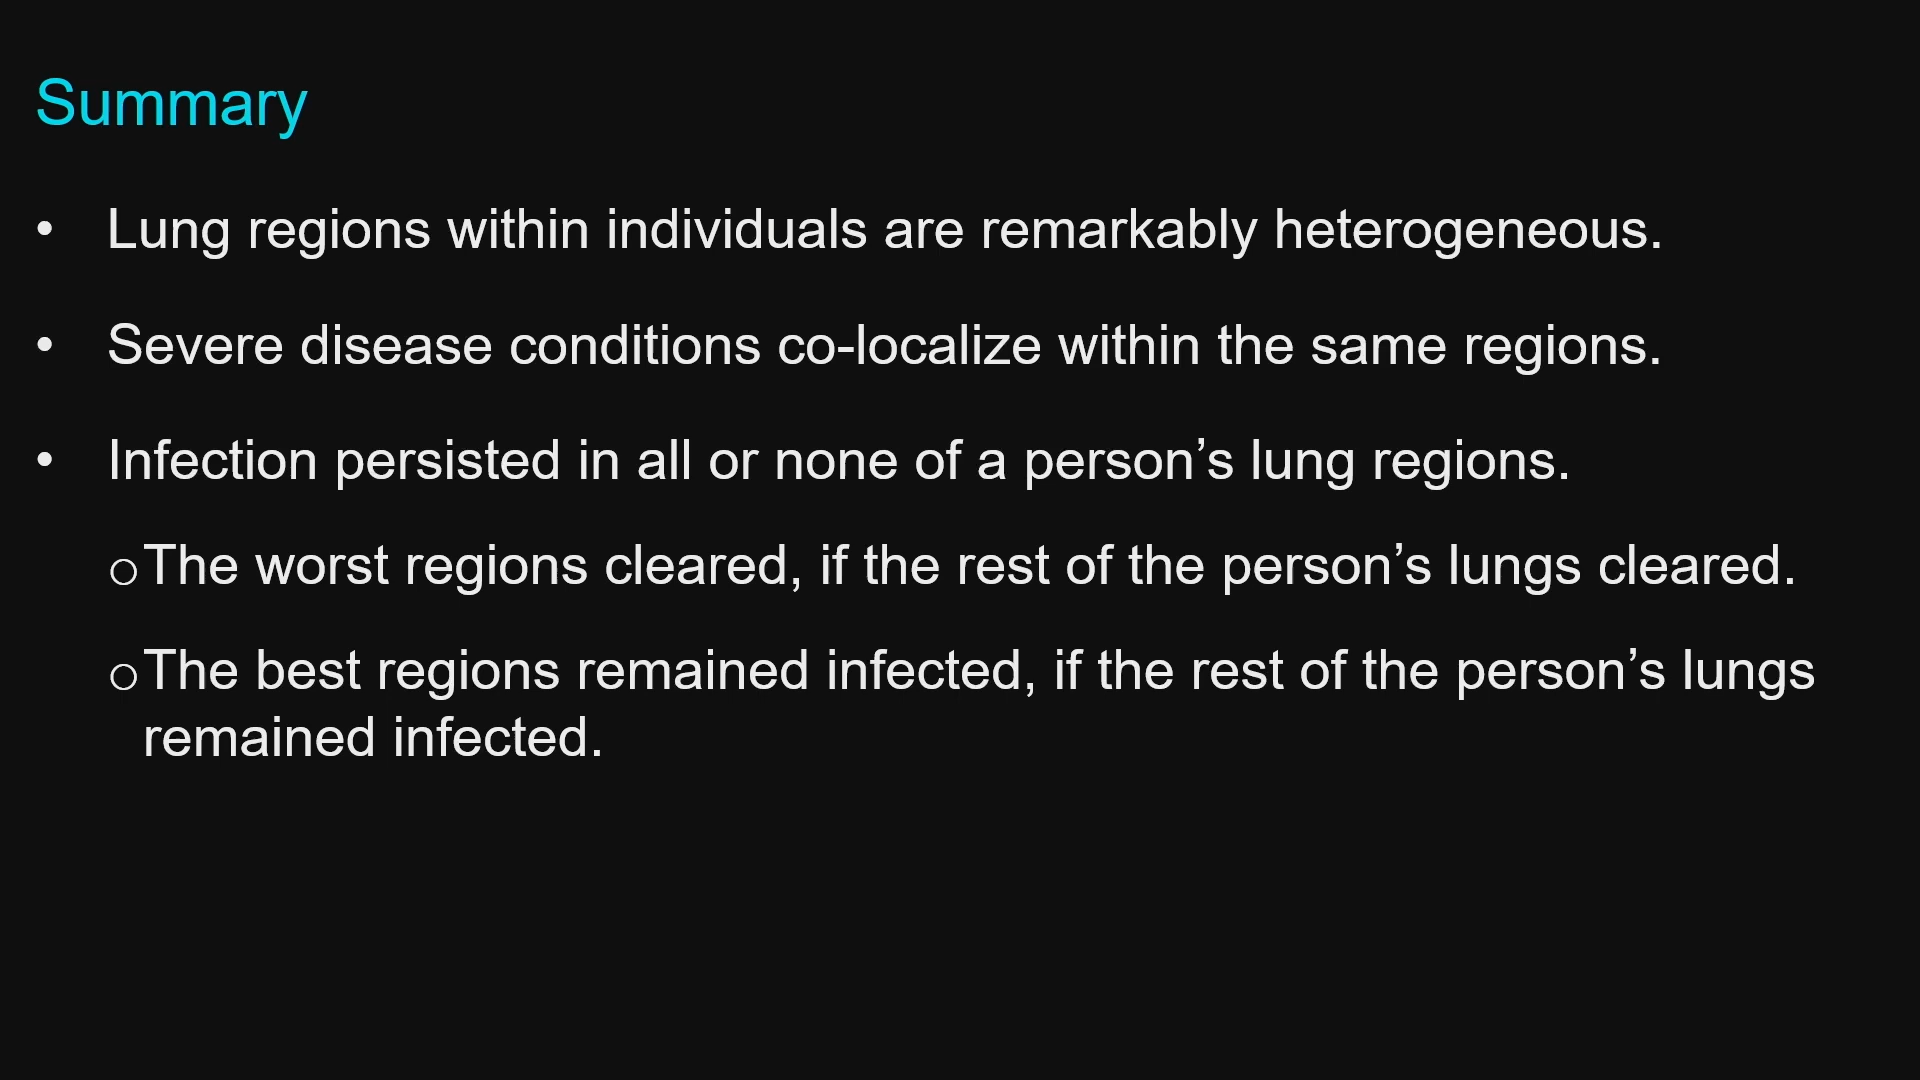 Summary
• Lung regions within individuals are remarkably heterogeneous.
• Severe disease conditions co-localize within the same regions.
• Infection persisted in all or none of a person’s lung regions.
o The worst regions cleared, if the rest of the person’s lungs cleared.
o The best regions remained infected, if the rest of the person’s lungs
remained infected.